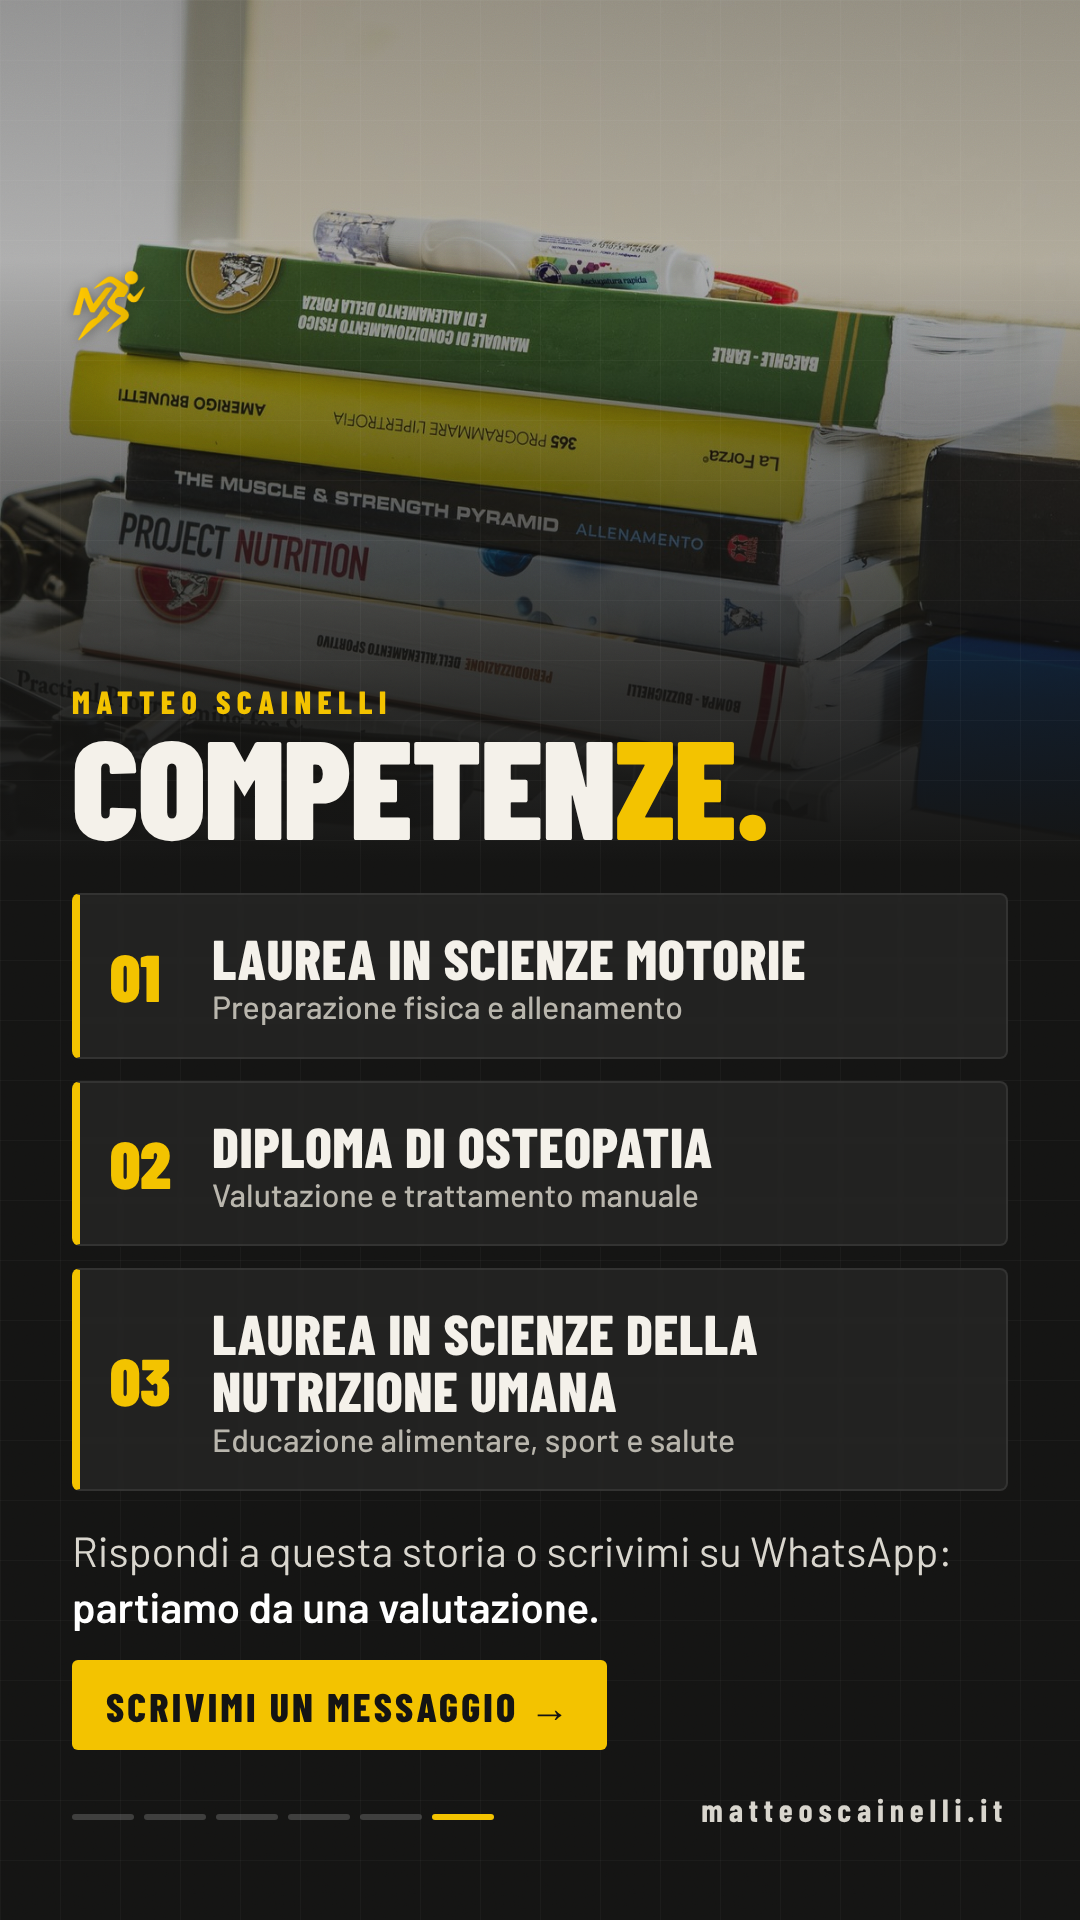 Asciugatura rapida
MANUALE DI CONDIZIONAMENTO FISICO
E DI ALLENAMENTO DELLA FORZA
BAECHLE - EARLE
AMERIGO BRUNETTI
365 PROGRAMMARE L'IPERTROFIA
La Forza®
THE MUSCLE & STRENGTH PYRAMID ALLENAMENTO
PROJECT NUTRITION
PERIODIZZAZIONE DELL'ALLENAMENTO SPORTIVO
BOMPA - BUZZICHELLI
Practical
MATTEO SCAINELLI
COMPETENZE.
01
LAUREA IN SCIENZE MOTORIE
Preparazione fisica e allenamento
02
DIPLOMA DI OSTEOPATIA
Valutazione e trattamento manuale
03
LAUREA IN SCIENZE DELLA
NUTRIZIONE UMANA
Educazione alimentare, sport e salute
Rispondi a questa storia o scrivimi su WhatsApp:
partiamo da una valutazione.
SCRIVIMI UN MESSAGGIO →
matteoscainelli.it